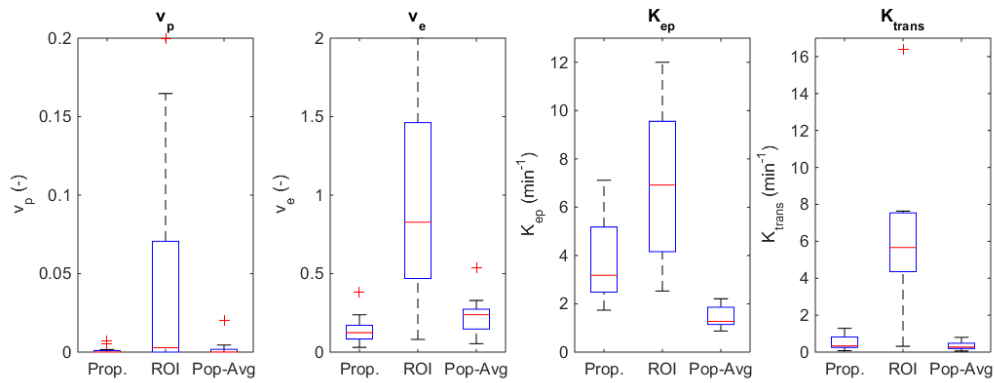 v_p
v_e
K_ep
K_trans
0.2
0.15
0.1
0.05
0
v_p (-)
Prop. ROI Pop-Avg
2
1.5
1
0.5
0
v_e (-)
Prop. ROI Pop-Avg
12
10
8
6
4
2
0
K_ep (min^-1)
Prop. ROI Pop-Avg
16
14
12
10
8
6
4
2
0
K_trans (min^-1)
Prop. ROI Pop-Avg